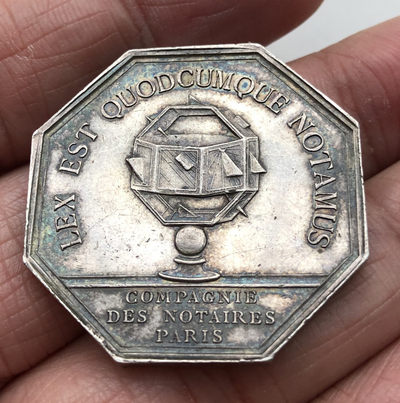 LEX EST QUODCUMQUE NOTAMUS
COMPAGNIE
DES NOTAIRES
PARIS